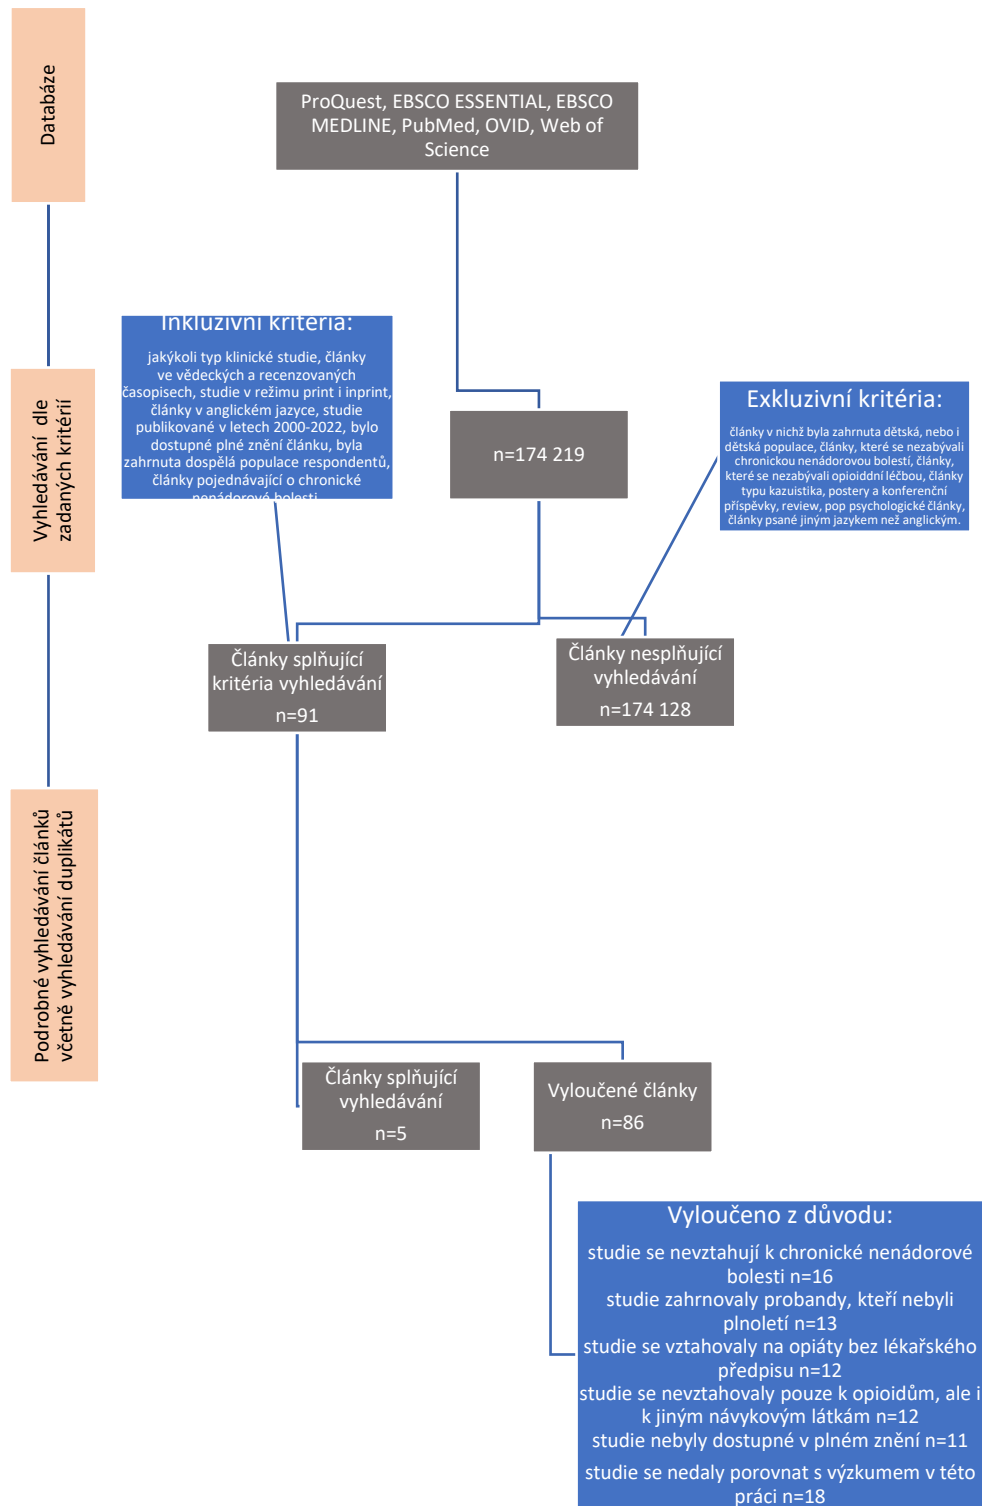 Databáze
ProQuest, EBSCO ESSENTIAL, EBSCO
MEDLINE, PubMed, OVID, Web of
Science
Vyhledávání dle
zadaných kritérií
Inkluzivní kritéria:
jakýkoli typ klinické studie, články
ve vědeckých a recenzovaných
časopisech, studie v režimu print i inprint,
články v anglickém jazyce, studie
publikované v letech 2000-2022, bylo
dostupné plné znění článku, byla
zahrnuta dospělá populace respondentů,
články pojednávající o chronické
nenádorové bolesti
n=174 219
Exkluzivní kritéria:
články v nichž byla zahrnuta dětská, nebo i
dětská populace, články, které se nezabývali
chronickou nenádorovou bolestí, články,
které se nezabývali opioiddní léčbou, články
typu kazuistika, postery a konferenční
příspěvky, review, pop psychologické články,
články psané jiným jazykem než anglickým.
Články splňující
kritéria vyhledávání
n=91
Články nesplňující
vyhledávání
n=174 128
Podrobné vyhledávání článků
včetně vyhledávání duplikátů
Články splňující
vyhledávání
n=5
Vyloučené články
n=86
Vyloučeno z důvodu:
studie se nevztahují k chronické nenádorové
bolesti n=16
studie zahrnovaly probandy, kteří nebyli
plnoletí n=13
studie se vztahovaly na opiáty bez lékařského
předpisu n=12
studie se nevztahovaly pouze k opioidům, ale i
k jiným návykovým látkám n=12
studie nebyly dostupné v plném znění n=11
studie se nedaly porovnat s výzkumem v této
práci n=18